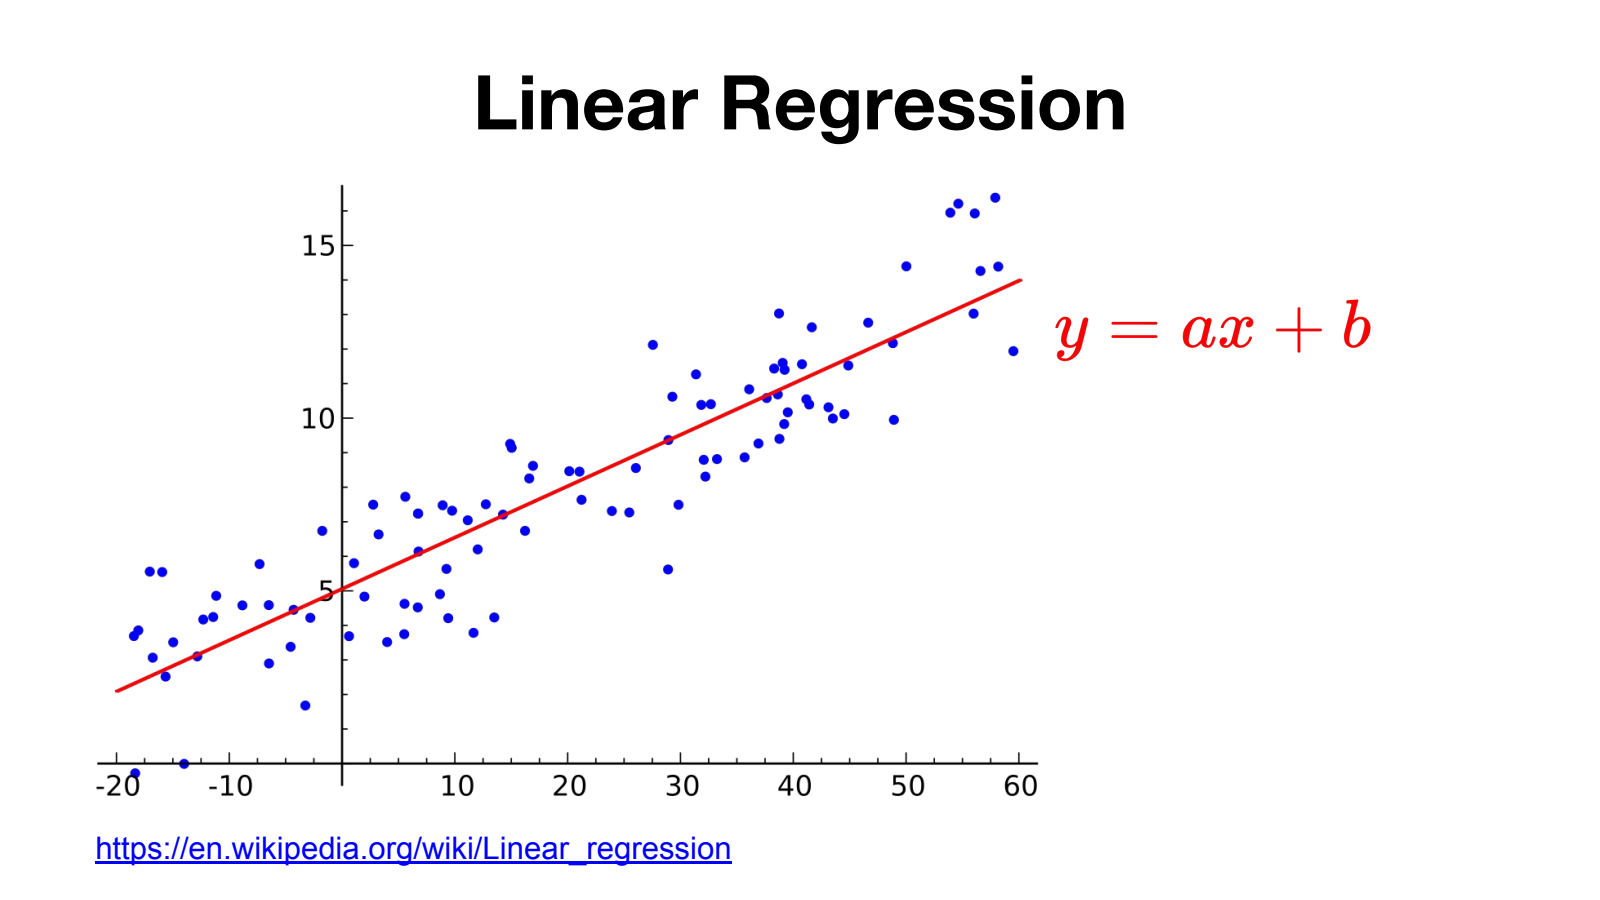 Linear Regression
15
y = ax + b
10
5
-20 -10 10 20 30 40 50 60
https://en.wikipedia.org/wiki/Linear_regression